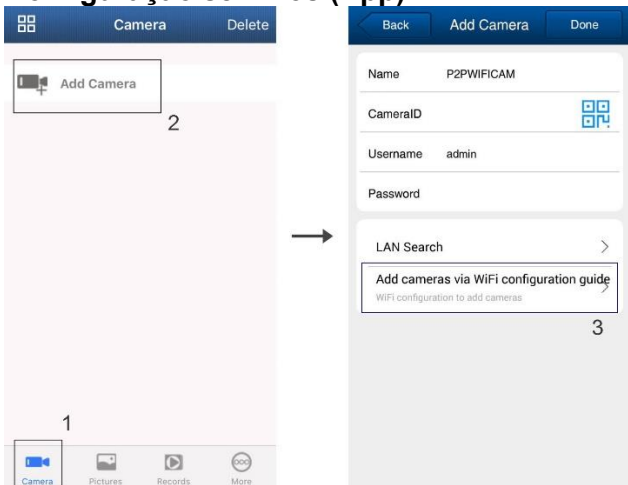 Camera
Delete
Add Camera
2
1
Camera
Pictures
Records
More
Back
Add Camera
Done
Name P2PWIFICAM
CameraID
Username admin
Password
LAN Search
Add cameras via WiFi configuration guide
WiFi configuration to add cameras
3